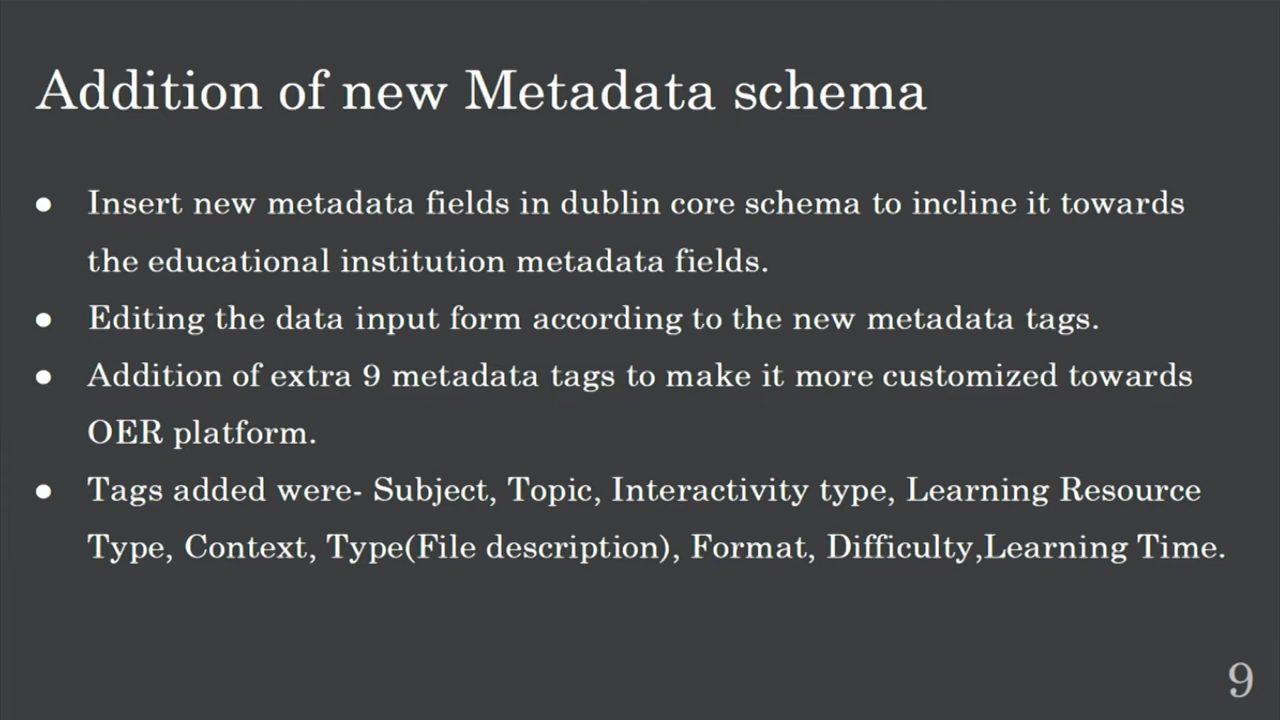 Addition of new Metadata schema
● Insert new metadata fields in dublin core schema to incline it towards
the educational institution metadata fields.
● Editing the data input form according to the new metadata tags.
● Addition of extra 9 metadata tags to make it more customized towards
OER platform.
● Tags added were- Subject, Topic, Interactivity type, Learning Resource
Type, Context, Type(File description), Format, Difficulty,Learning Time.
9